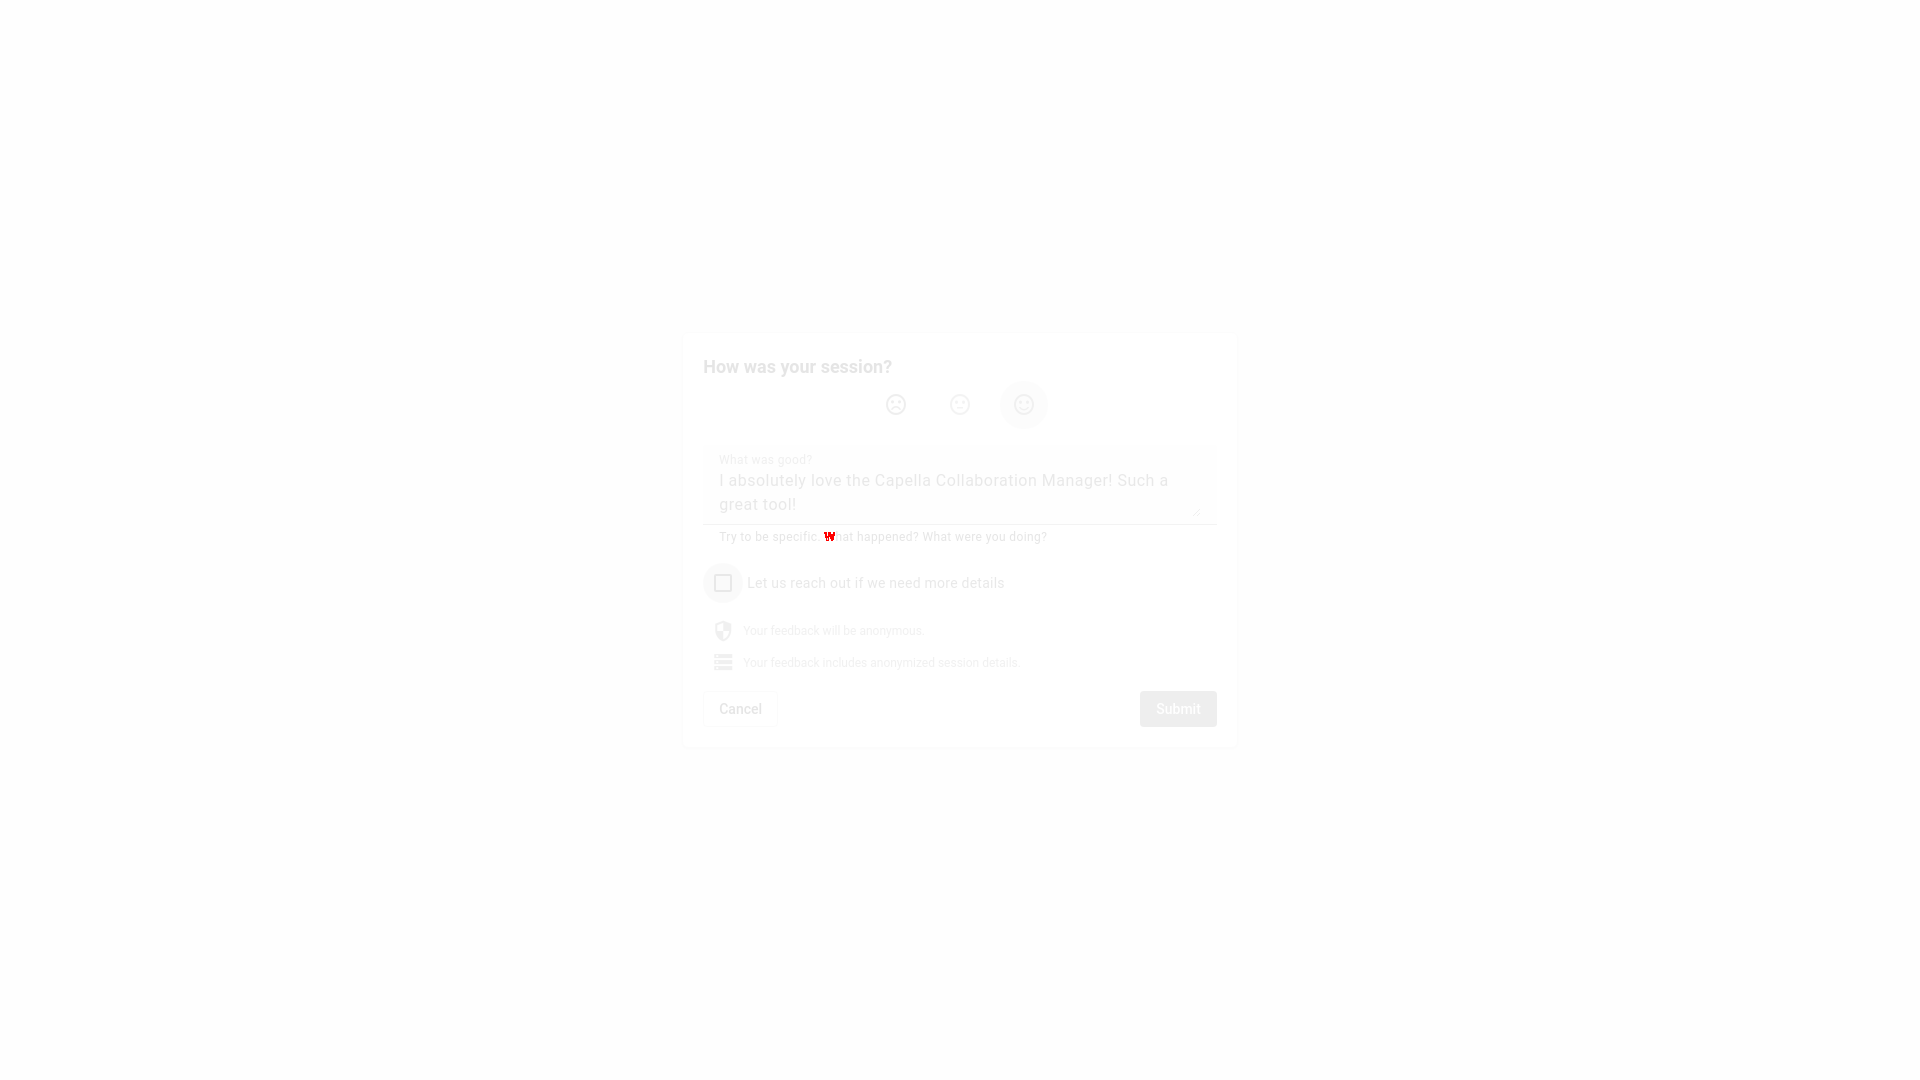 How was your session?
What was good?
I absolutely love the Capella Collaboration Manager! Such a
great tool!
Try to be specific. What happened? What were you doing?
Let us reach out if we need more details
Your feedback will be anonymous.
Your feedback includes anonymized session details.
Cancel
Submit